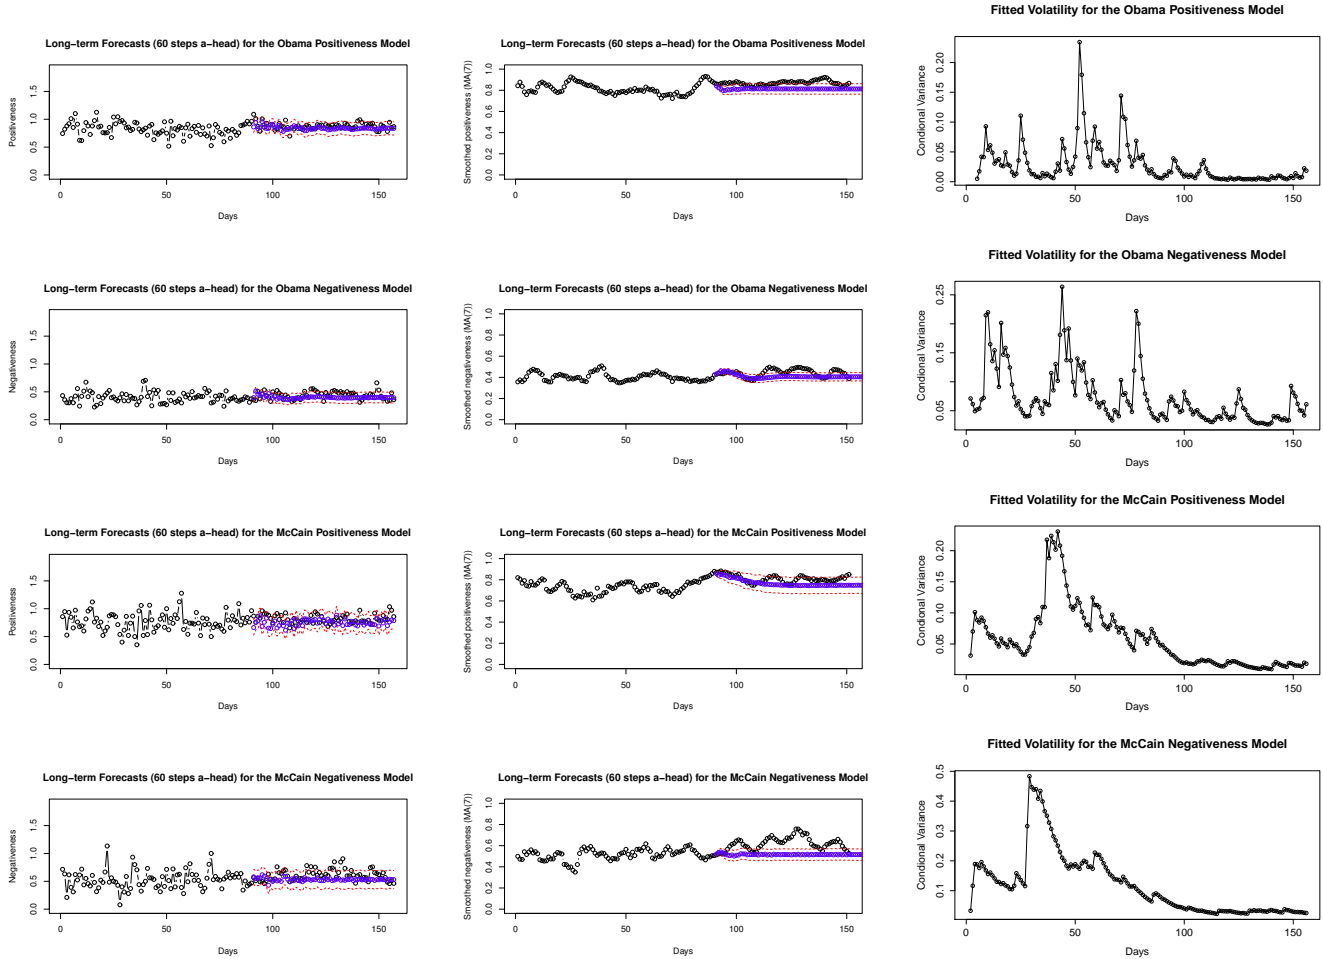 Long−term Forecasts (60 steps a−head) for the Obama Positiveness Model
Positiveness
0.0 0.5 1.0 1.5
0 50 100 150
Days
Long−term Forecasts (60 steps a−head) for the Obama Positiveness Model
Smoothed positiveness (MA(7))
0.0 0.2 0.4 0.6 0.8 1.0
0 50 100 150
Days
Fitted Volatility for the Obama Positiveness Model
Condional Variance
0.00 0.05 0.10 0.15 0.20
0 50 100 150
Days
Long−term Forecasts (60 steps a−head) for the Obama Negativeness Model
Negativeness
0.0 0.5 1.0 1.5
0 50 100 150
Days
Long−term Forecasts (60 steps a−head) for the Obama Negativeness Model
Smoothed negativeness (MA(7))
0.0 0.2 0.4 0.6 0.8 1.0
0 50 100 150
Days
Fitted Volatility for the Obama Negativeness Model
Condional Variance
0.05 0.15 0.25
0 50 100 150
Days
Long−term Forecasts (60 steps a−head) for the McCain Positiveness Model
Positiveness
0.0 0.5 1.0 1.5
0 50 100 150
Days
Long−term Forecasts (60 steps a−head) for the McCain Positiveness Model
Smoothed positiveness (MA(7))
0.0 0.2 0.4 0.6 0.8 1.0
0 50 100 150
Days
Fitted Volatility for the McCain Positiveness Model
Condional Variance
0.05 0.10 0.15 0.20
0 50 100 150
Days
Long−term Forecasts (60 steps a−head) for the McCain Negativeness Model
Negativeness
0.0 0.5 1.0 1.5
0 50 100 150
Days
Long−term Forecasts (60 steps a−head) for the McCain Negativeness Model
Smoothed negativeness (MA(7))
0.0 0.2 0.4 0.6 0.8 1.0
0 50 100 150
Days
Fitted Volatility for the McCain Negativeness Model
Condional Variance
0.1 0.2 0.3 0.4 0.5
0 50 100 150
Days